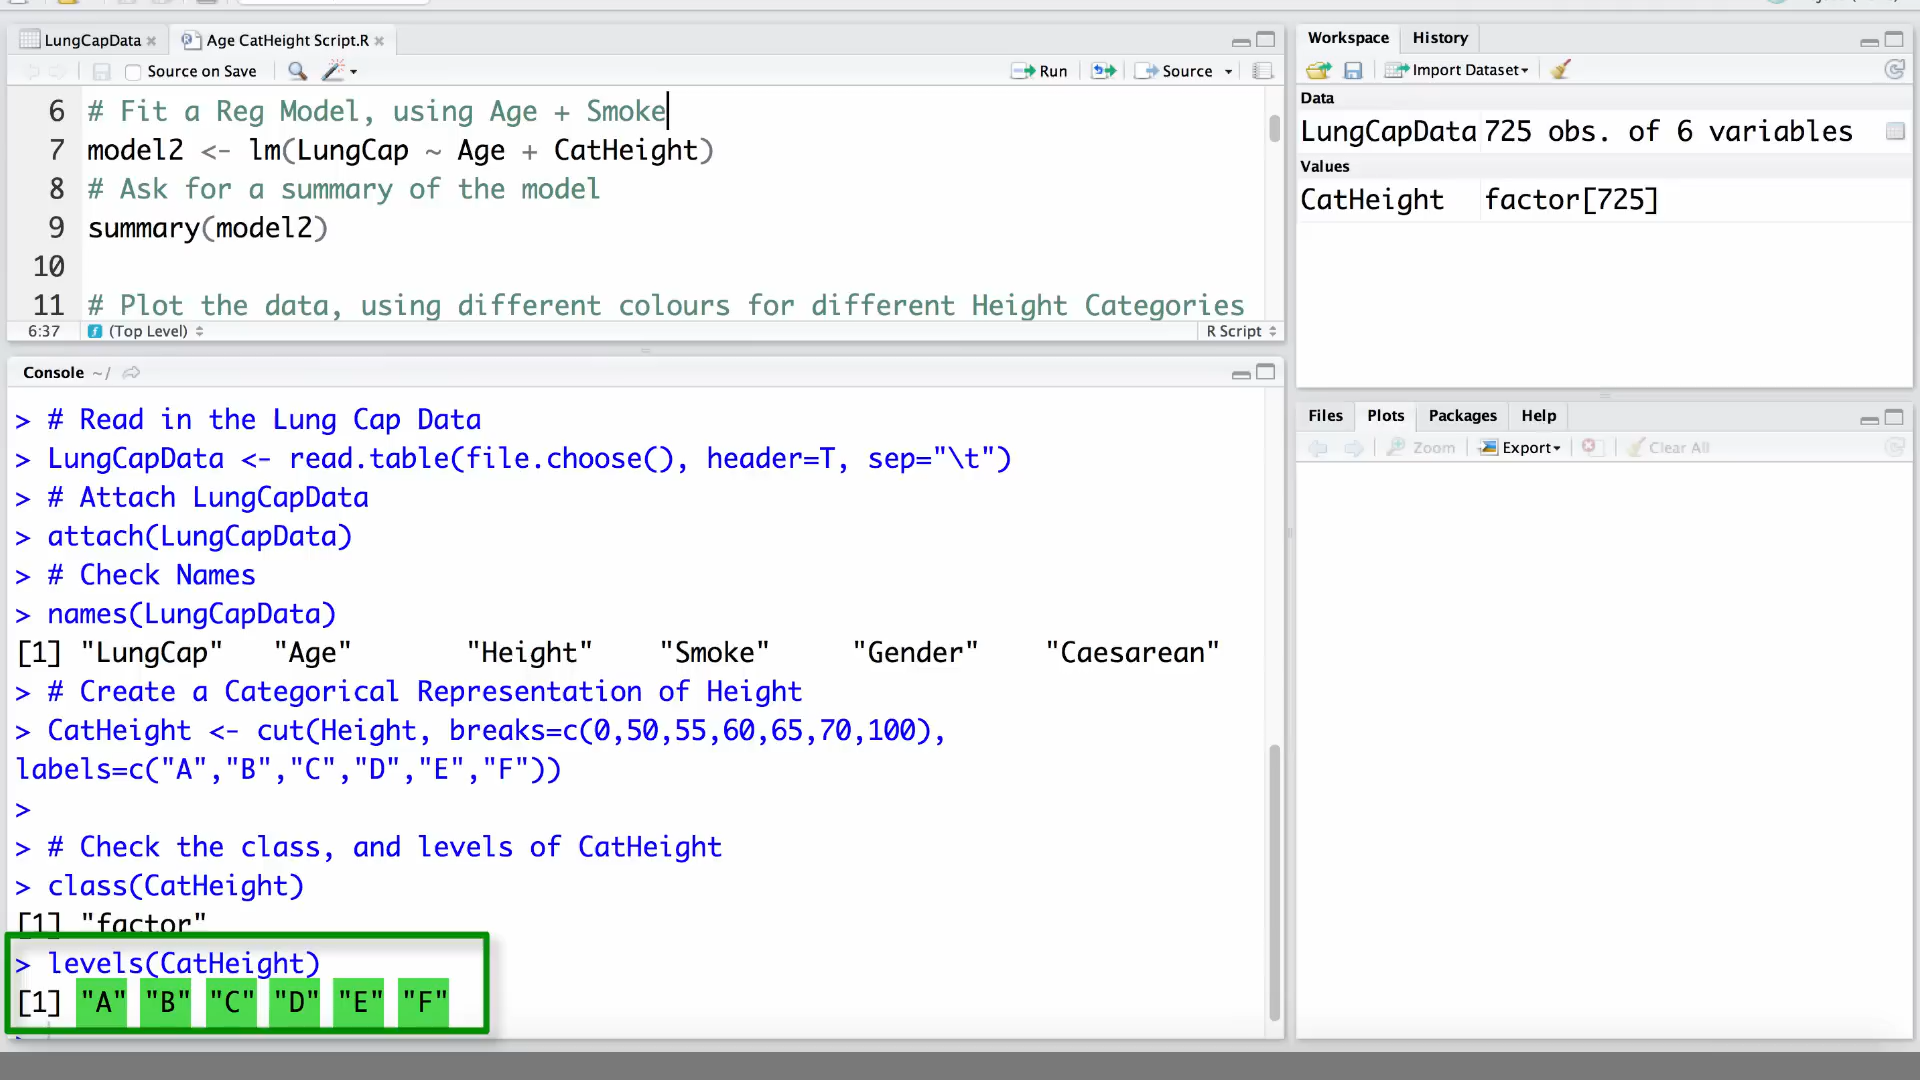 LungCapData
Age CatHeight Script.R
Source on Save
Run
Source
6 # Fit a Reg Model, using Age + Smoke
7 model2 <- lm(LungCap ~ Age + CatHeight)
8 # Ask for a summary of the model
9 summary(model2)
10
11 # Plot the data, using different colours for different Height Categories
6:37
(Top Level)
R Script
Console ~/
> # Read in the Lung Cap Data
> LungCapData <- read.table(file.choose(), header=T, sep="\t")
> # Attach LungCapData
> attach(LungCapData)
> # Check Names
> names(LungCapData)
[1] "LungCap" "Age" "Height" "Smoke" "Gender" "Caesarean"
> # Create a Categorical Representation of Height
> CatHeight <- cut(Height, breaks=c(0,50,55,60,65,70,100),
labels=c("A","B","C","D","E","F"))
>
> # Check the class, and levels of CatHeight
> class(CatHeight)
[1] "factor"
> levels(CatHeight)
[1] "A" "B" "C" "D" "E" "F"
Workspace History
Import Dataset
Data
LungCapData 725 obs. of 6 variables
Values
CatHeight factor[725]
Files Plots Packages Help
Zoom Export Clear All